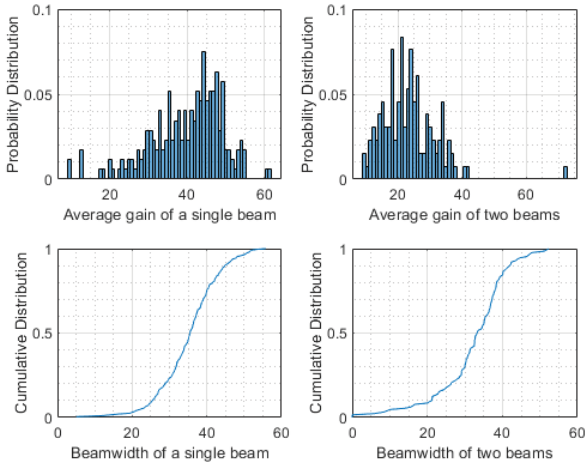 0.1
0.05
0
Probability Distribution
20 40 60
Average gain of a single beam
0.1
0.05
0
Probability Distribution
20 40 60
Average gain of two beams
1
0.5
0
Cumulative Distribution
0 20 40 60
Beamwidth of a single beam
1
0.5
0
Cumulative Distribution
0 20 40 60
Beamwidth of two beams